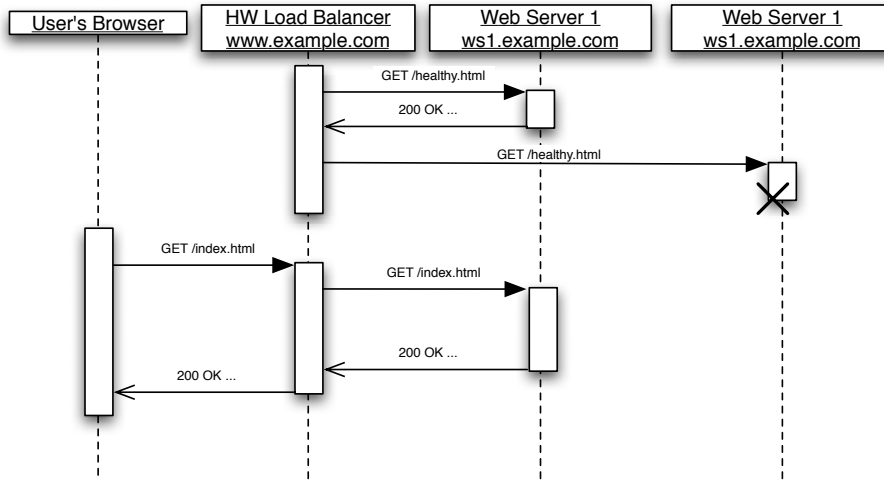 User's Browser
HW Load Balancer
www.example.com
Web Server 1
ws1.example.com
Web Server 1
ws1.example.com
GET /healthy.html
200 OK ...
GET /healthy.html
GET /index.html
GET /index.html
200 OK ...
200 OK ...